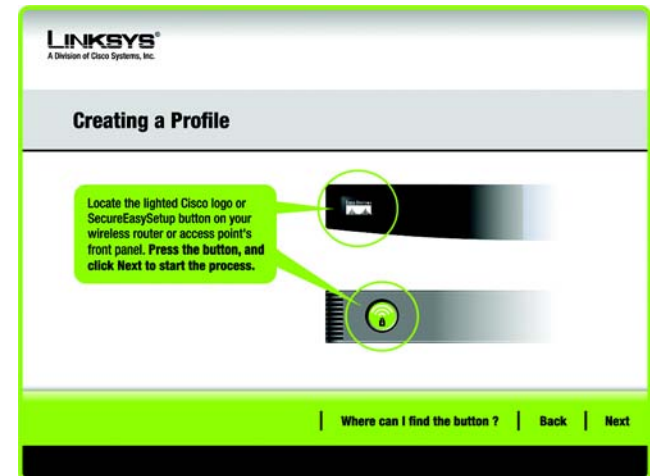 LINKSYS®
A Division of Cisco Systems, Inc.
Creating a Profile
Locate the lighted Cisco logo or
SecureEasySetup button on your
wireless router or access point's
front panel. Press the button, and
click Next to start the process.
Where can I find the button ? | Back | Next